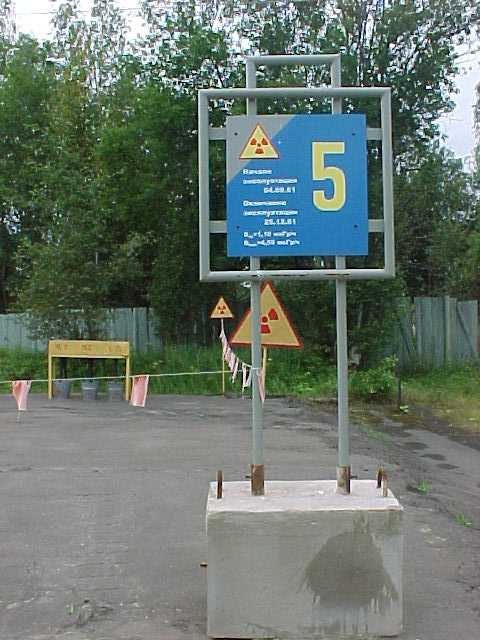 5
Начало
эксплуатации
04.09.61
Окончание
эксплуатации
25.12.61